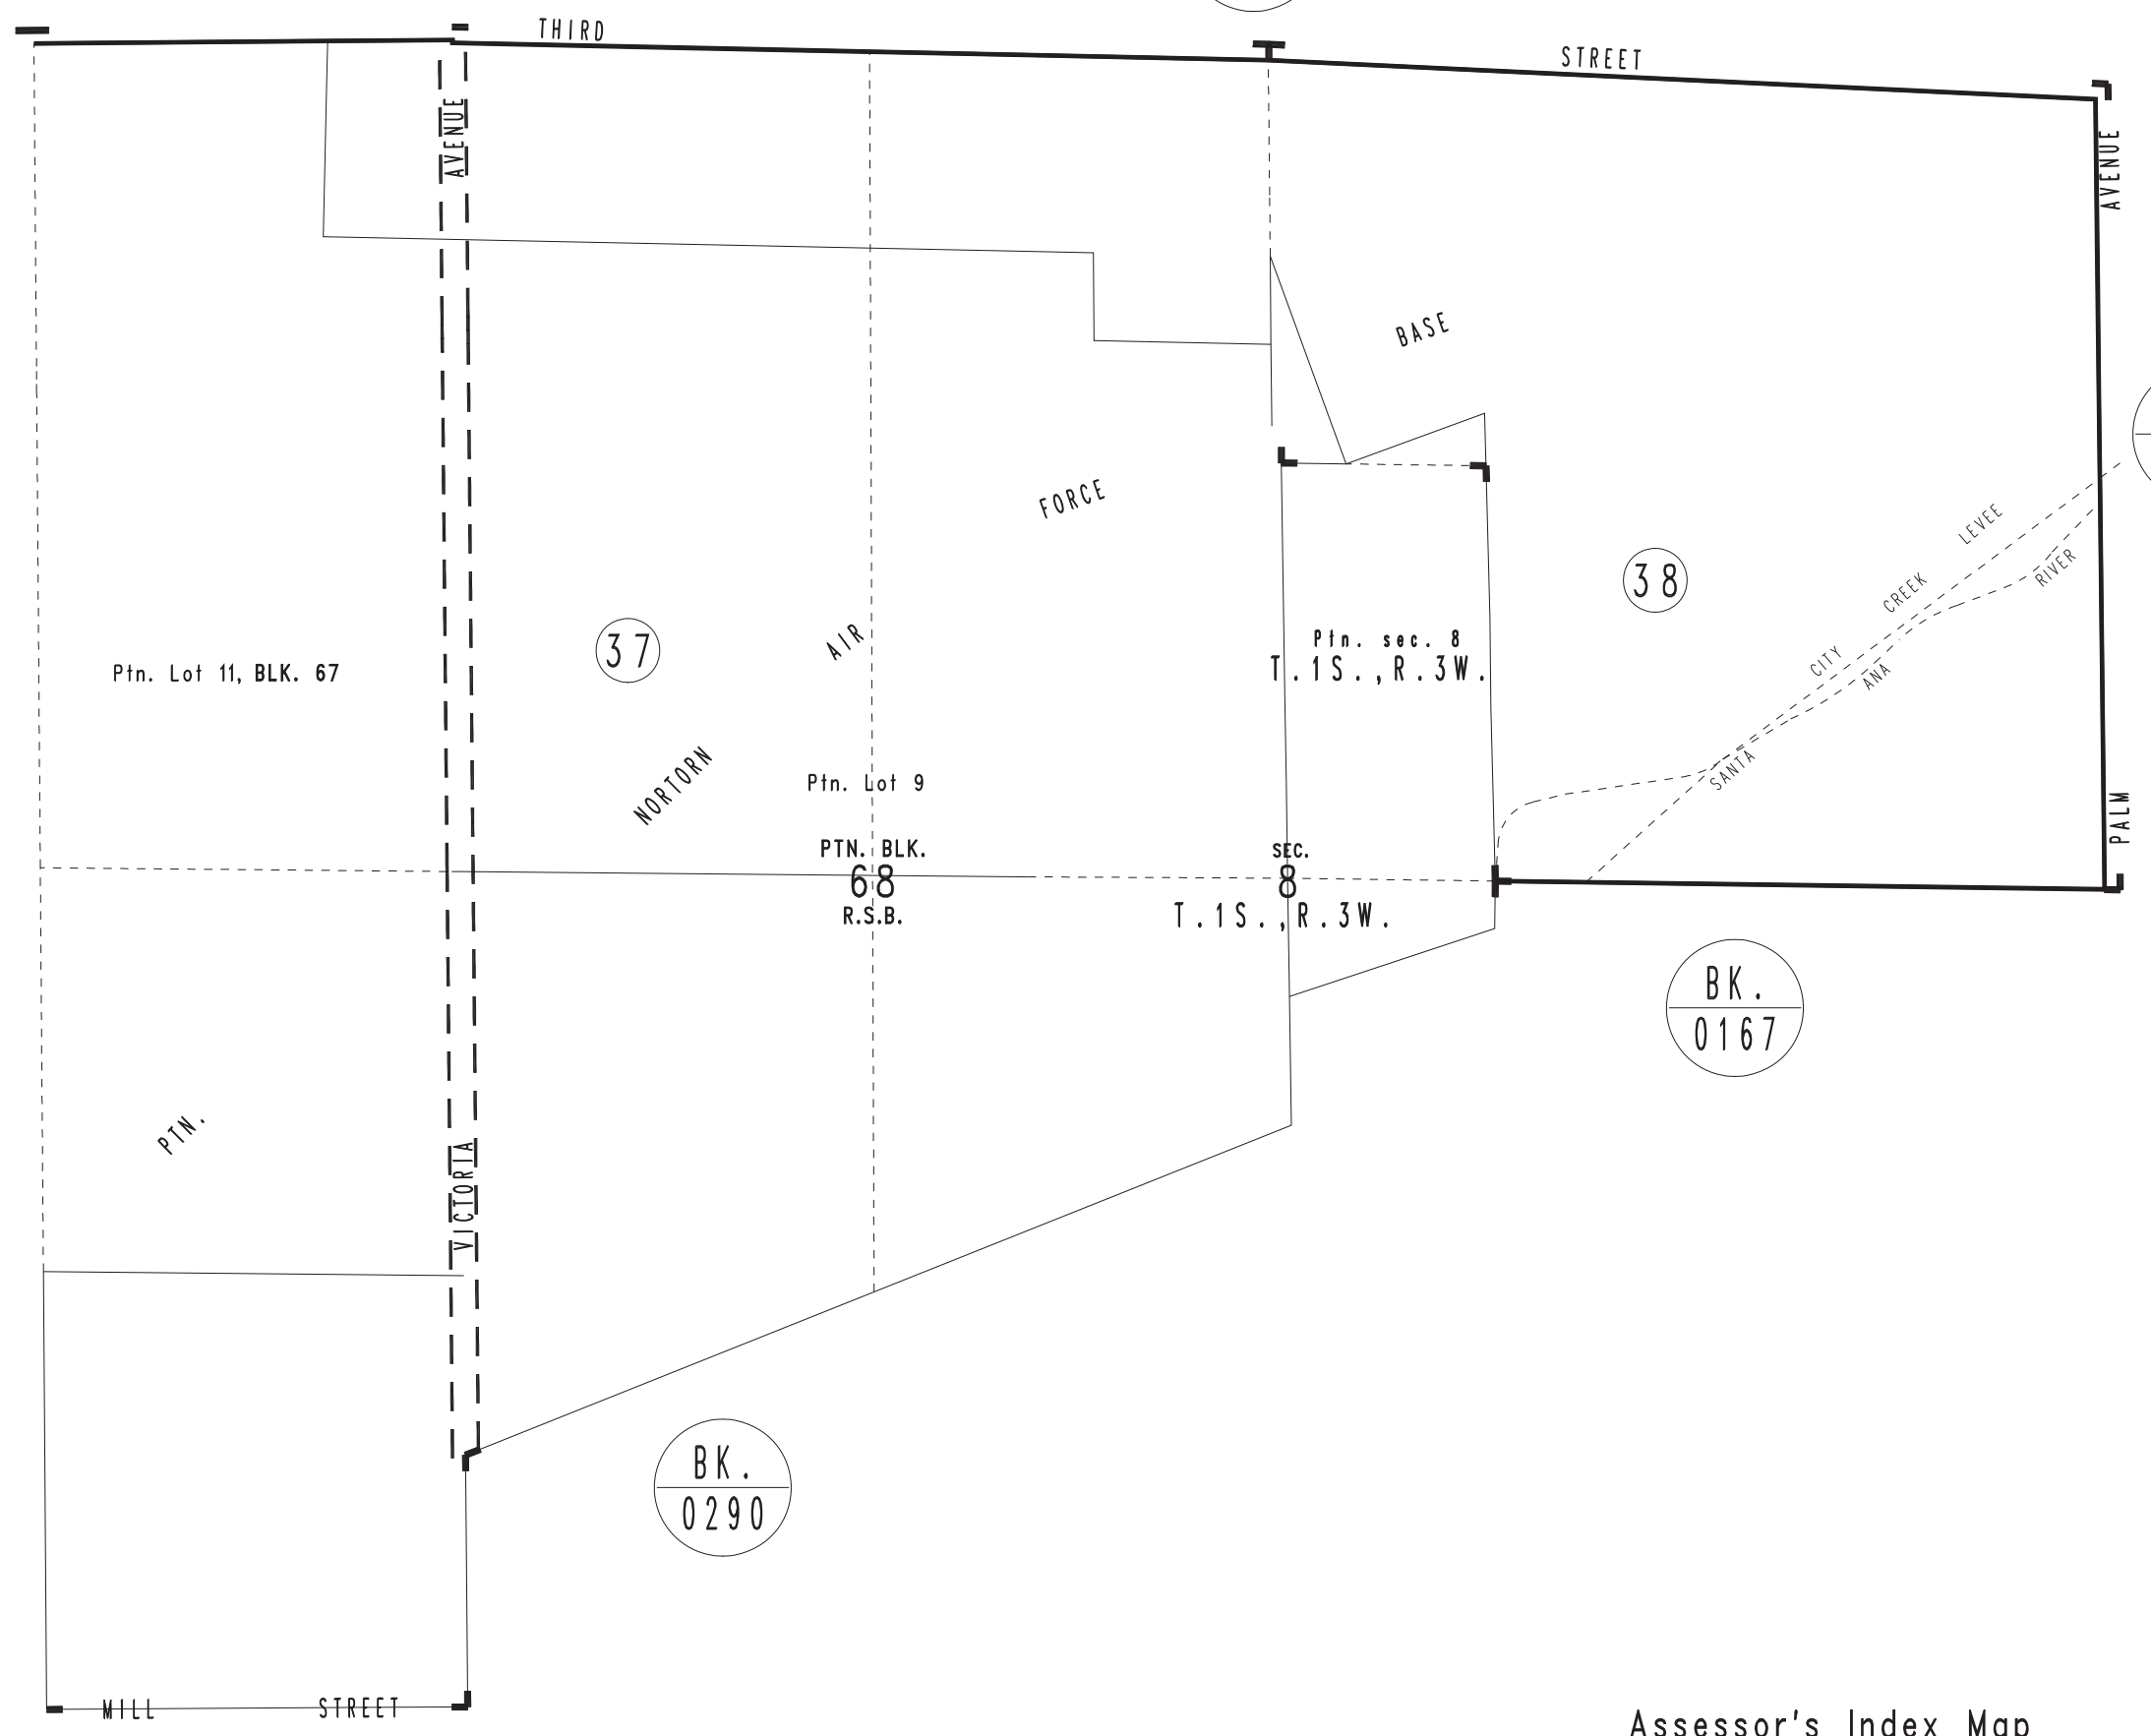 THIRD STREET
AVENUE
AVENUE
BASE
FORCE
LEVEE
38
CREEK
RIVER
37
AIR
Ptn. sec. 8
T.1S.,R.3W.
CITY
ANA
Ptn. Lot 11, BLK. 67
NORTORN
Ptn. Lot 9
SANTA
PALM
PTN. BLK.
68
R.S.B.
SEC.
8
T.1S.,R.3W.
BK.
0167
PTN.
VICTORIA
BK.
0290
MILL STREET
Assessor's Index Map